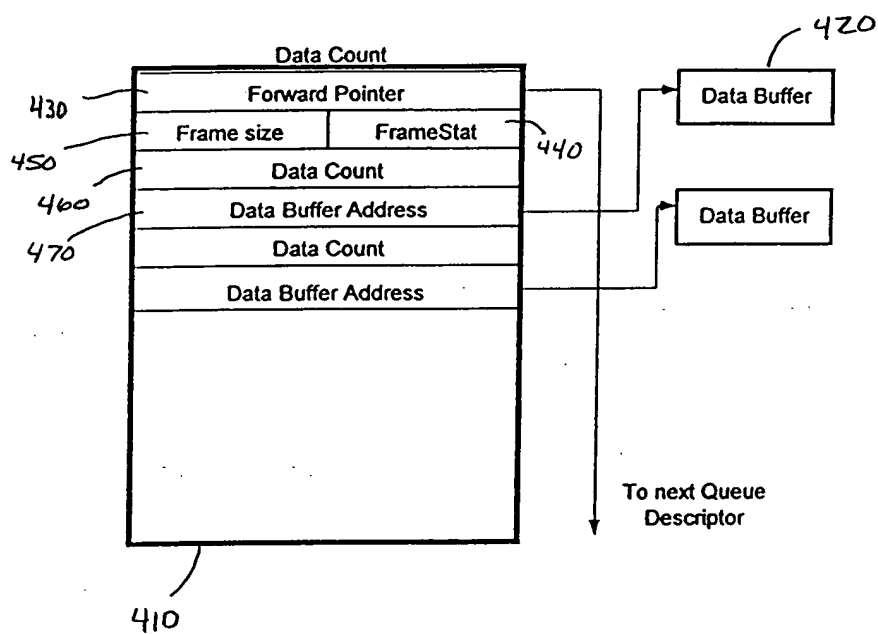 420
Data Count
430
Forward Pointer
Data Buffer
450
Frame size
FrameStat
440
460
Data Count
470
Data Buffer Address
Data Buffer
Data Count
Data Buffer Address
To next Queue
Descriptor
410